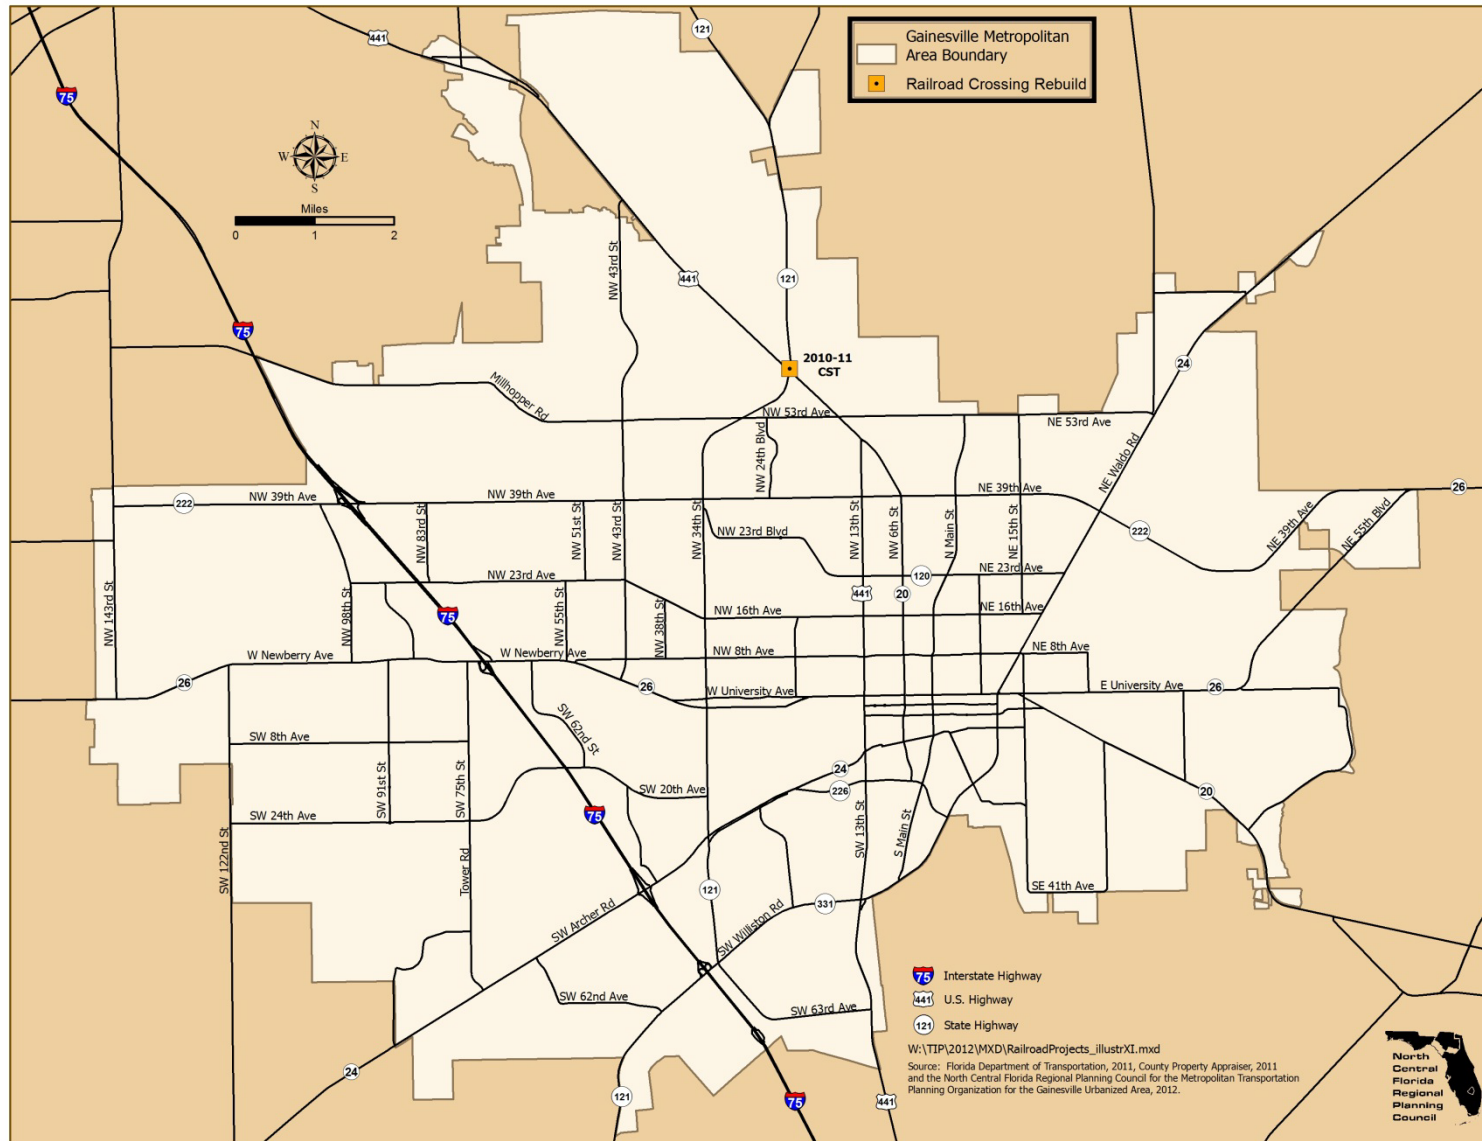 Gainesville Metropolitan
Area Boundary
Railroad Crossing Rebuild
441
121
75
N
W E
S
Miles
0 1 2
NW 43rd St
441
121
75
2010-11
CST
24
Millhopper Rd
NW 53rd Ave
NE 53rd Ave
NW 24th Blvd
NE Waldo Rd
26
222
NW 39th Ave
NW 39th Ave
NE 39th Ave
NE 39th Ave
NE 55th Blvd
NW 83rd St
NW 51st St
NW 43rd St
NW 34th St
NW 23rd Blvd
NW 13th St
NW 6th St
N Main St
NE 15th St
222
NW 23rd Ave
120
NE 23rd Ave
NW 143rd St
NW 98th St
75
NW 55th St
NW 38th St
NW 16th Ave
441
20
NE 16th Ave
W Newberry Ave
W Newberry Ave
NW 8th Ave
NE 8th Ave
26
26
W University Ave
E University Ave
26
SW 8th Ave
SW 62nd St
SW 91st St
SW 75th St
24
SW 20th Ave
226
20
SW 24th Ave
75
SW 122nd St
Tower Rd
SW 13th St
S Main St
121
SE 41th Ave
SW Archer Rd
SW Williston Rd
331
SW 62nd Ave
SW 63rd Ave
24
121
75
441
75 Interstate Highway
441 U.S. Highway
121 State Highway
W:\TIP\2012\MXD\RailroadProjects_illustrXI.mxd
Source: Florida Department of Transportation, 2011, County Property Appraiser, 2011
and the North Central Florida Regional Planning Council for the Metropolitan Transportation
Planning Organization for the Gainesville Urbanized Area, 2012.
North
Central
Florida
Regional
Planning
Council